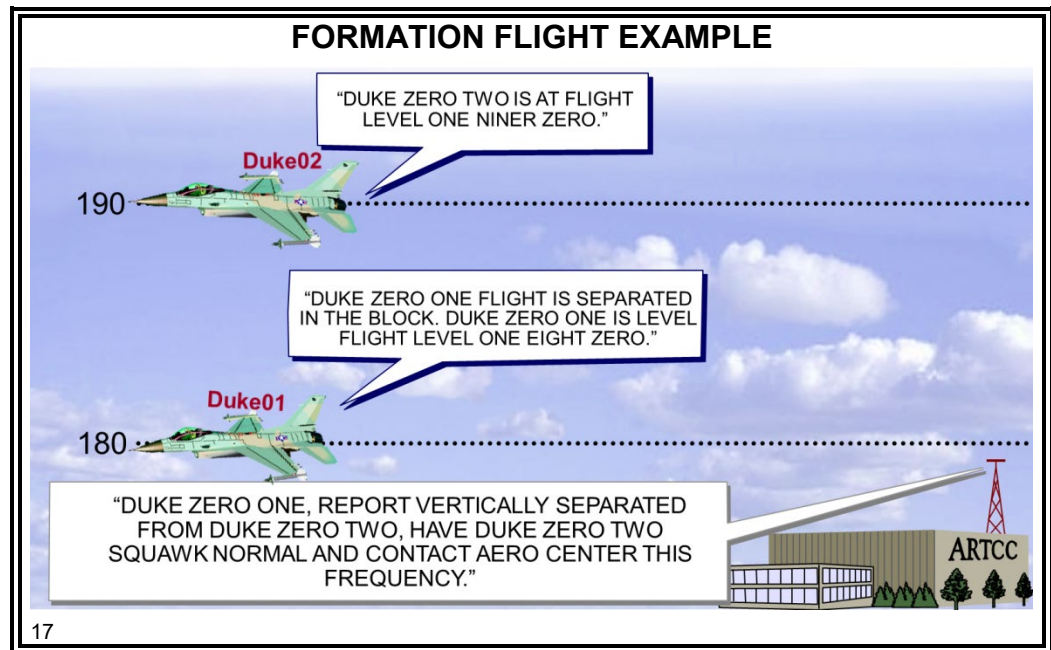 FORMATION FLIGHT EXAMPLE
“DUKE ZERO TWO IS AT FLIGHT
LEVEL ONE NINER ZERO.”
Duke02
190
“DUKE ZERO ONE FLIGHT IS SEPARATED
IN THE BLOCK. DUKE ZERO ONE IS LEVEL
FLIGHT LEVEL ONE EIGHT ZERO.”
Duke01
180
“DUKE ZERO ONE, REPORT VERTICALLY SEPARATED
FROM DUKE ZERO TWO, HAVE DUKE ZERO TWO
SQUAWK NORMAL AND CONTACT AERO CENTER THIS
FREQUENCY.”
ARTCC
17